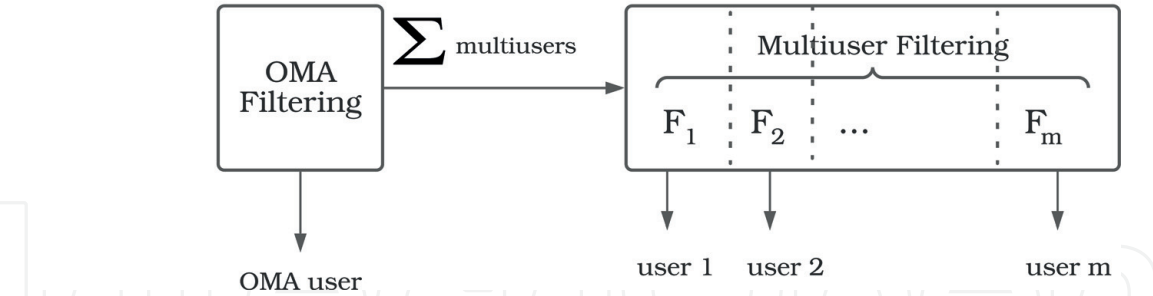 OMA
Filtering
∑ multiusers
Multiuser Filtering
F1 F2 ... Fm
OMA user
user 1 user 2 user m